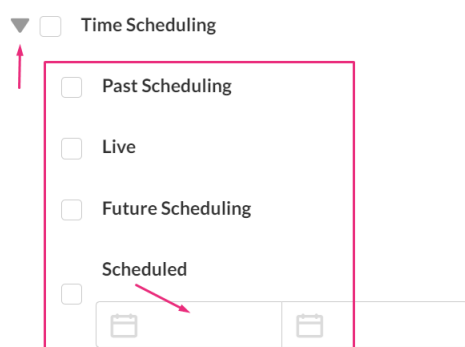 Time Scheduling
Past Scheduling
Live
Future Scheduling
Scheduled